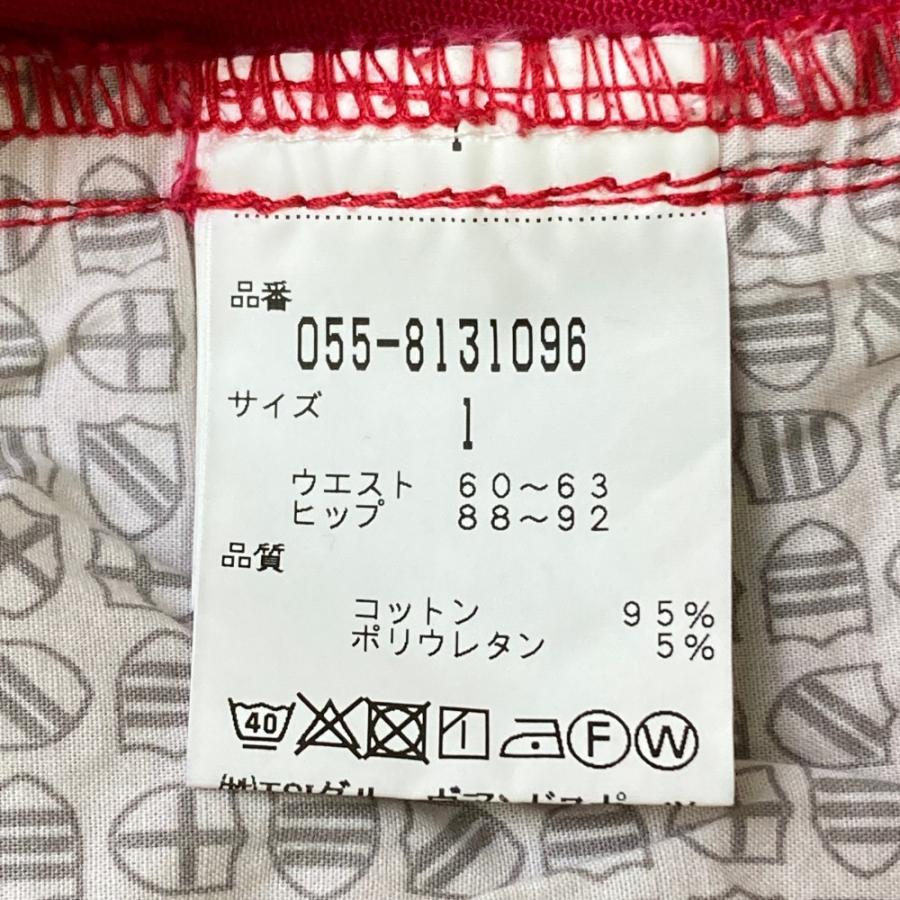 品番
055-8131096
サイズ 1
ウエスト 60〜63
ヒップ 88〜92
品質
コットン 95%
ポリウレタン 5%
40 F W